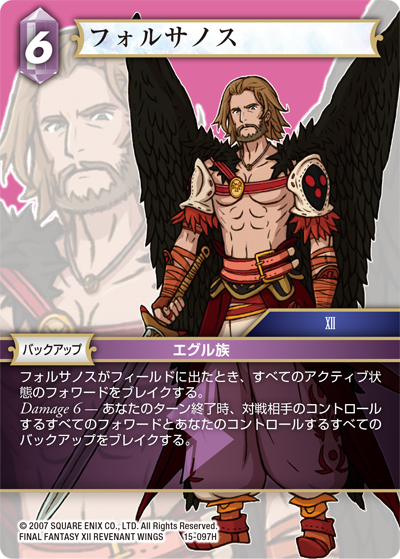 6
フォルサノス
XII
バックアップ
エグル族
フォルサノスがフィールドに出たとき、すべてのアクティブ状
態のフォワードをブレイクする。
Damage 6 — あなたのターン終了時、対戦相手のコントロール
するすべてのフォワードとあなたのコントロールするすべての
バックアップをブレイクする。
© 2007 SQUARE ENIX CO., LTD. All Rights Reserved.
FINAL FANTASY XII REVENANT WINGS
15-097H